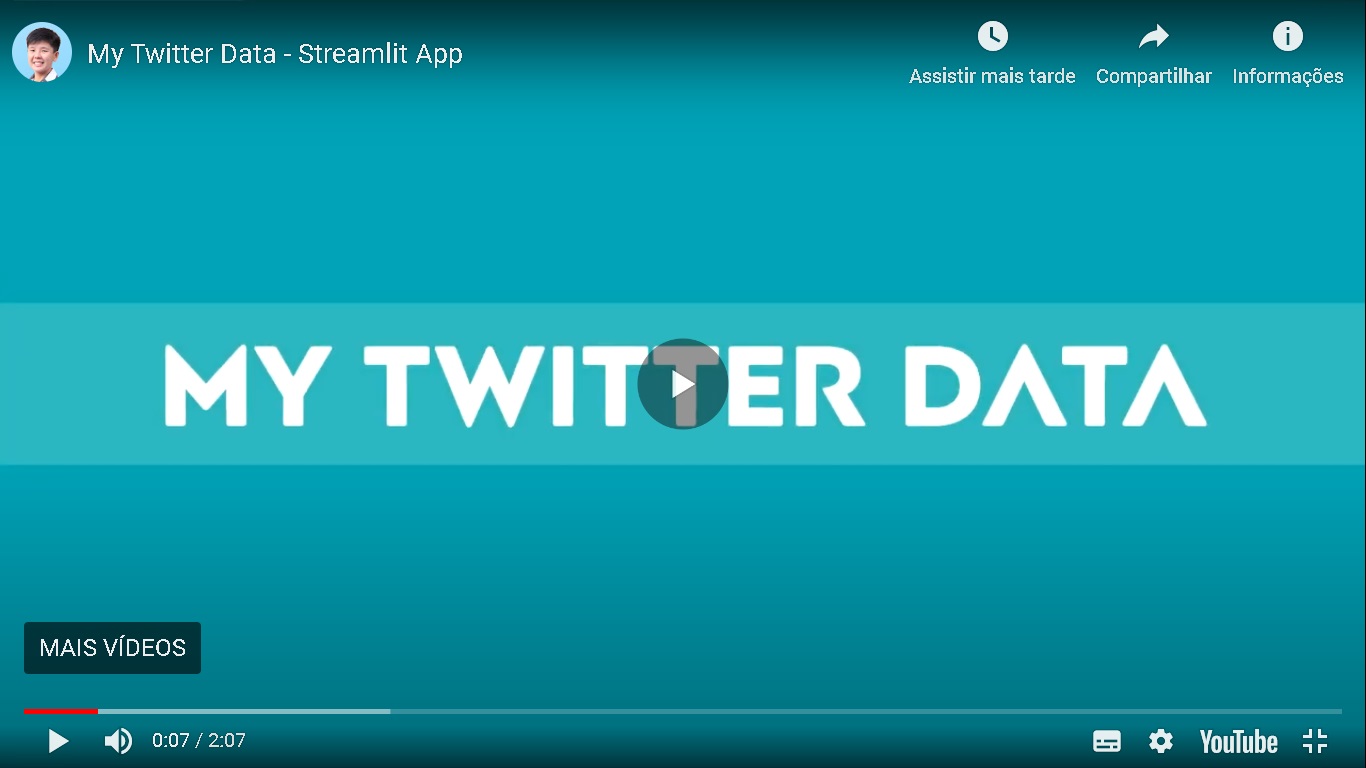 My Twitter Data - Streamlit App
Assistir mais tarde
Compartilhar
Informações
MY TWITTER DATA
MAIS VÍDEOS
0:07 / 2:07
YouTube